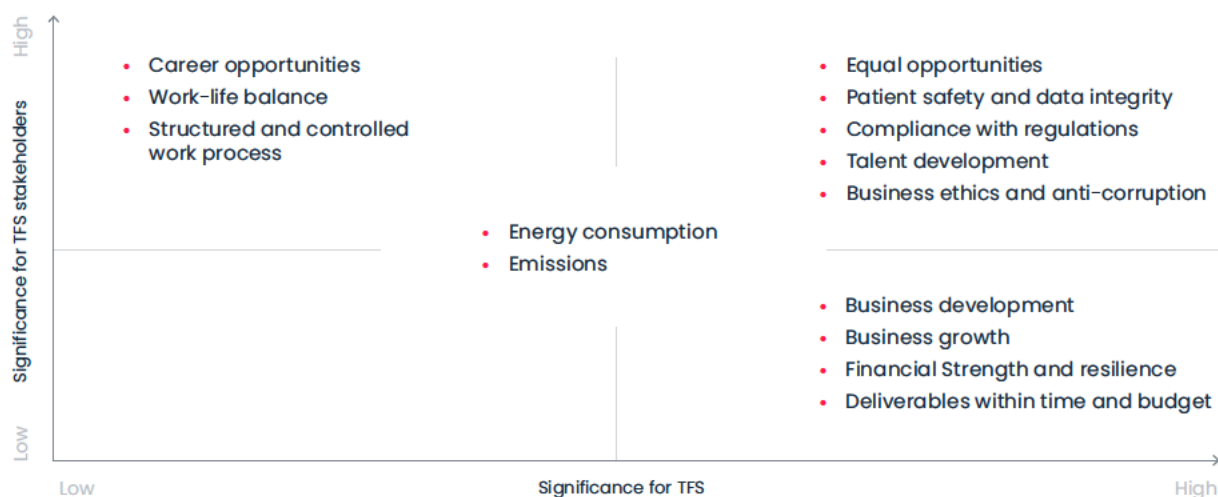 High
Significance for TFS stakeholders
Low
• Career opportunities
• Work-life balance
• Structured and controlled
work process
• Equal opportunities
• Patient safety and data integrity
• Compliance with regulations
• Talent development
• Business ethics and anti-corruption
• Energy consumption
• Emissions
• Business development
• Business growth
• Financial Strength and resilience
• Deliverables within time and budget
Low
Significance for TFS
High